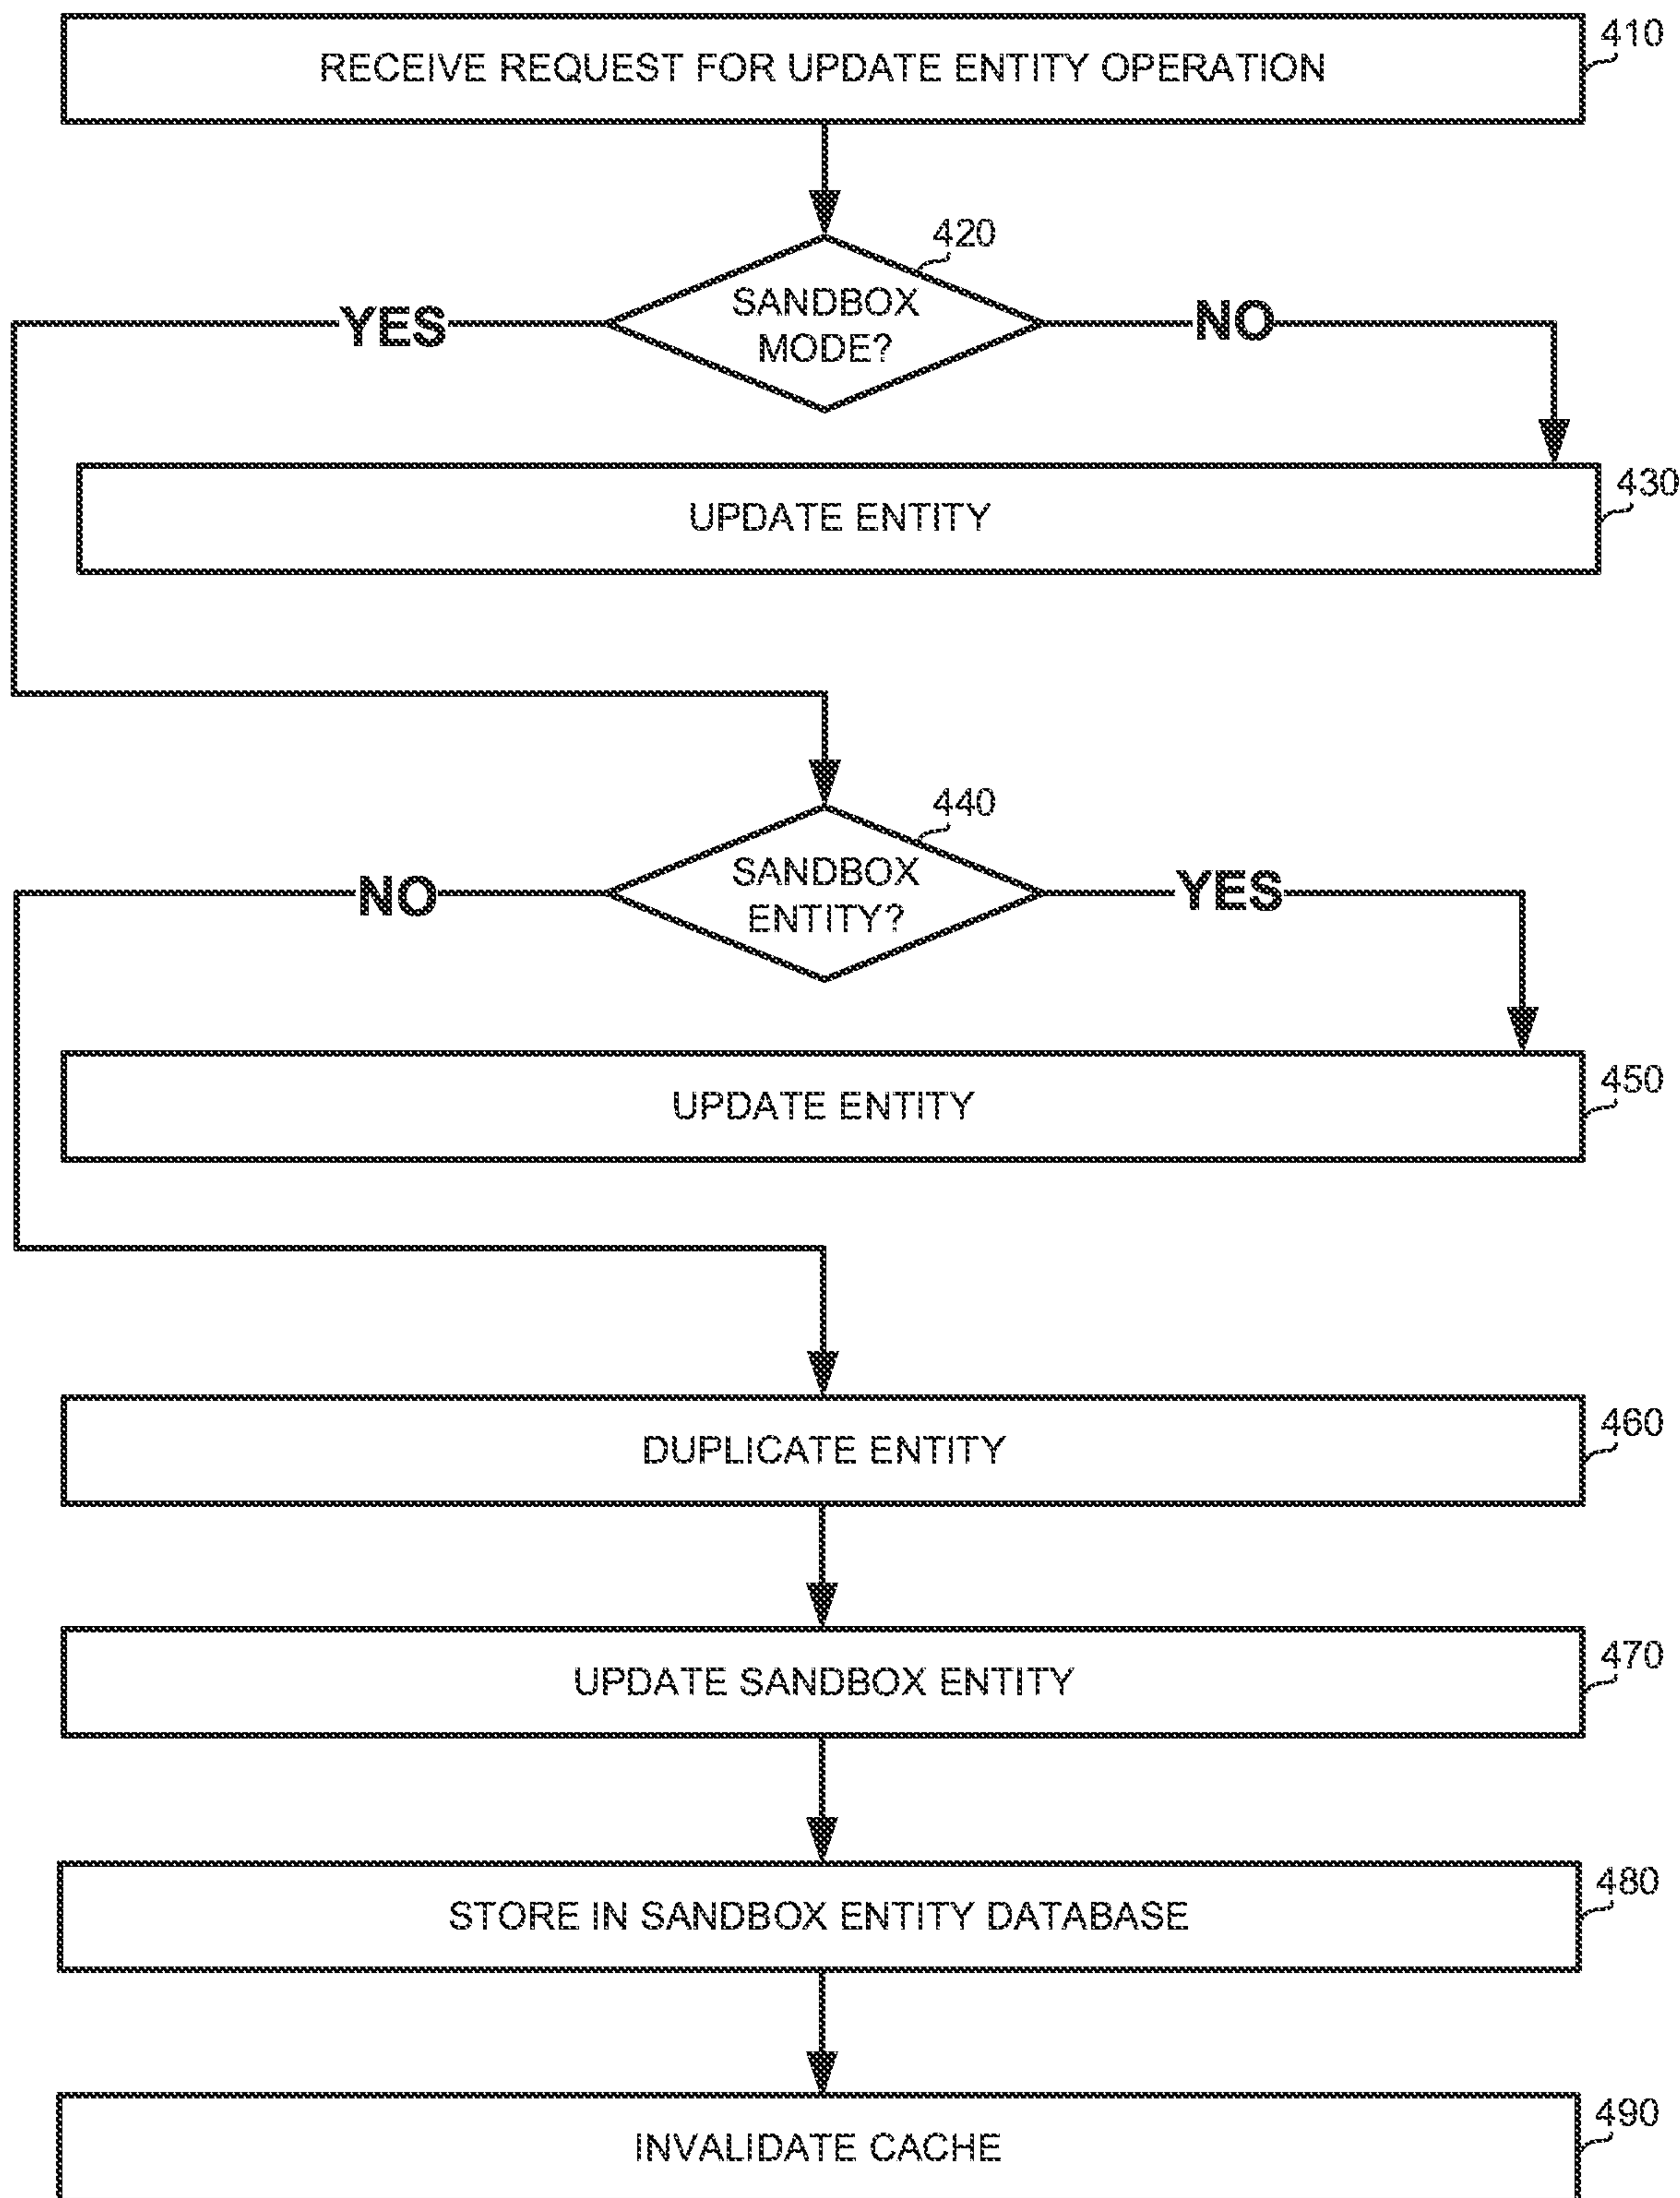 RECEIVE REQUEST FOR UPDATE ENTITY OPERATION
410
420
SANDBOX
MODE?
YES
NO
430
UPDATE ENTITY
440
SANDBOX
ENTITY?
NO
YES
450
UPDATE ENTITY
460
DUPLICATE ENTITY
470
UPDATE SANDBOX ENTITY
480
STORE IN SANDBOX ENTITY DATABASE
490
INVALIDATE CACHE